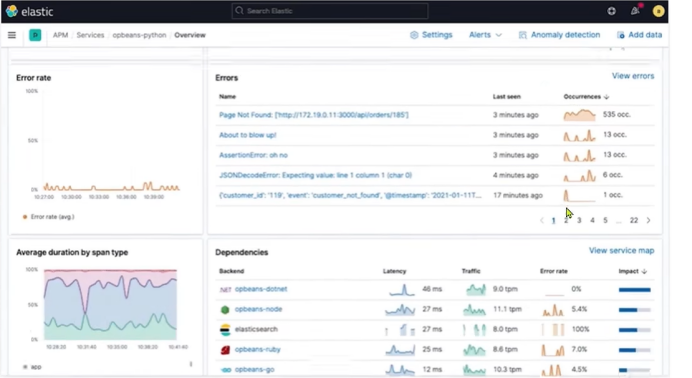 elastic
Search Elastic
APM / Services / opbeans-python / Overview
Settings
Alerts
Anomaly detection
Add data
Error rate
100%
50%
0%
10:27:00 10:30:00 10:33:00 10:36:00 10:39:00
Error rate (avg.)
Errors
View errors
Name Last seen Occurrences
Page Not Found: ['http://172.19.0.11:3000/api/orders/185'] 3 minutes ago 535 occ.
About to blow up! 3 minutes ago 13 occ.
AssertionError: oh no 3 minutes ago 13 occ.
JSONDecodeError: Expecting value: line 1 column 1 (char 0) 4 minutes ago 6 occ.
{'customer_id': '119', 'event': 'customer_not_found', '@timestamp': '2021-01-11T... 17 minutes ago 1 occ.
1 2 3 4 5 ... 22
Average duration by span type
100%
50%
0%
10:28:20 10:31:40 10:35:00 10:38:20 10:41:40
app
Dependencies
View service map
Backend Latency Traffic Error rate Impact
.NET opbeans-dotnet 46 ms 9.0 tpm 0%
opbeans-node 27 ms 11.1 tpm 5.4%
elasticsearch 27 ms 8.0 tpm 100%
opbeans-ruby 25 ms 8.6 tpm 7.0%
opbeans-go 12 ms 10.3 tpm 4.5%